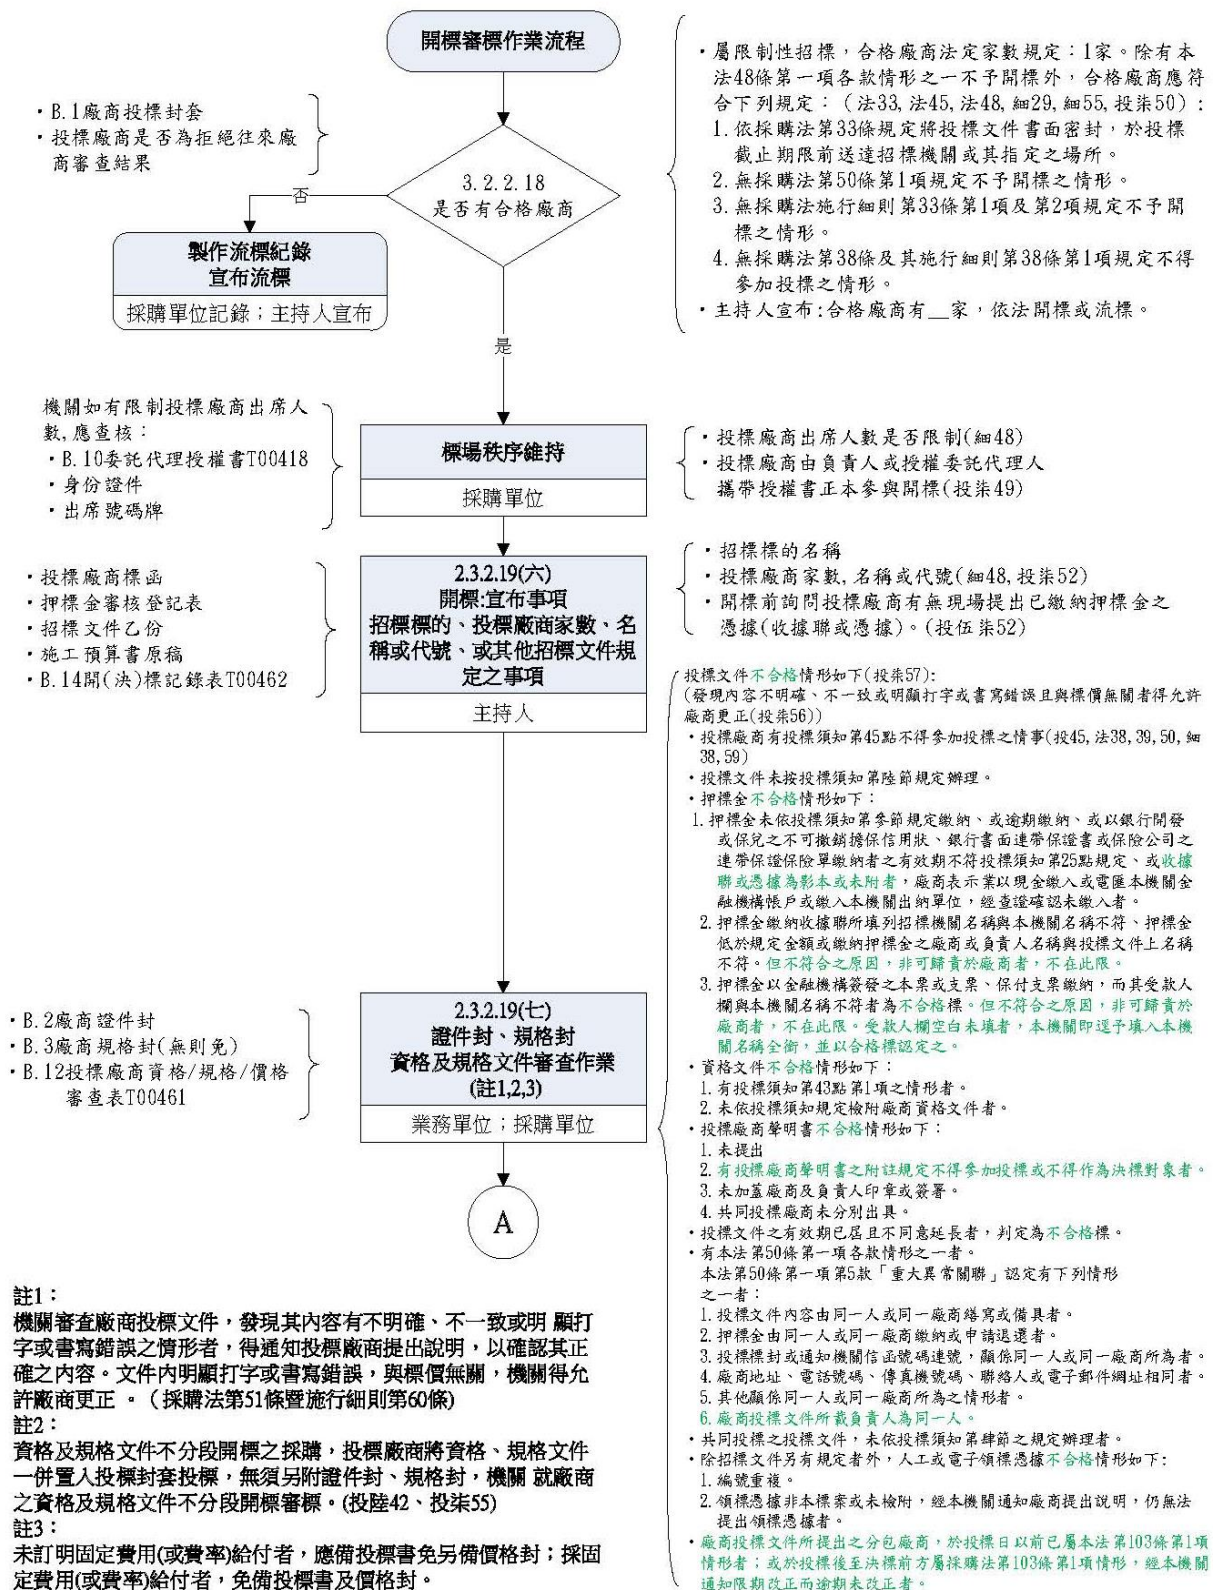 開標審標作業流程
・B.1廠商投標封套
・投標廠商是否為拒絕往來廠
商審查結果
3.2.2.18
是否有合格廠商
否
製作流標紀錄
宣布流標
採購單位記錄；主持人宣布
是
・屬限制性招標，合格廠商法定家數規定：1家。除有本
法48條第一項各款情形之一不予開標外，合格廠商應符
合下列規定：（法33,法45,法48,細29,細55,投柒50）:
1.依採購法第33條規定將投標文件書面密封，於投標
截止期限前送達招標機關或其指定之場所。
2.無採購法第50條第1項規定不予開標之情形。
3.無採購法施行細則第33條第1項及第2項規定不予開
標之情形。
4.無採購法第38條及其施行細則第38條第1項規定不得
參加投標之情形。
・主持人宣布:合格廠商有__家，依法開標或流標。
機關如有限制投標廠商出席人
數,應查核：
・B.10委託代理授權書T00418
・身份證件
・出席號碼牌
標場秩序維持
採購單位
・投標廠商出席人數是否限制(細48)
・投標廠商由負責人或授權委託代理人
攜帶授權書正本參與開標(投柒49)
・投標廠商標函
・押標金審核登記表
・招標文件乙份
・施工預算書原稿
・B.14開(決)標記錄表T00462
2.3.2.19(六)
開標:宣布事項
招標標的、投標廠商家數、名
稱或代號、或其他招標文件規
定之事項
主持人
・招標標的名稱
・投標廠商家數,名稱或代號(細48,投柒52)
・開標前詢問投標廠商有無現場提出已繳納押標金之
憑據(收據聯或憑據)。(投伍柒52)
・B.2廠商證件封
・B.3廠商規格封(無則免)
・B.12投標廠商資格/規格/價格
審查表T00461
2.3.2.19(七)
證件封、規格封
資格及規格文件審查作業
(註1,2,3)
業務單位；採購單位
A
投標文件不合格情形如下(投柒57):
(發現內容不明確、不一致或明顯打字或書寫錯誤且與標價無關者得允許
廠商更正(投柒56))
・投標廠商有投標須知第45點不得參加投標之情事(投45,法38,39,50,細
38,59)
・投標文件未按投標須知第陸節規定辦理。
・押標金不合格情形如下：
1.押標金未依投標須知第參節規定繳納、或逾期繳納、或以銀行開發
或保兌之不可撤銷擔保信用狀、銀行書面連帶保證書或保險公司之
連帶保證保險單繳納者之有效期不符投標須知第25點規定、或收據
聯或憑據為影本或未附者，廠商表示業以現金繳入或電匯本機關金
融機構帳戶或繳入本機關出納單位，經查證確認未繳入者。
2.押標金繳納收據聯所填列招標機關名稱與本機關名稱不符、押標金
低於規定金額或繳納押標金之廠商或負責人名稱與投標文件上名稱
不符。但不符合之原因，非可歸責於廠商者，不在此限。
3.押標金以金融機構簽發之本票或支票、保付支票繳納，而其受款人
欄與本機關名稱不符者為不合格標。但不符合之原因，非可歸責於
廠商者，不在此限。受款人欄空白未填者，本機關即逕予填入本機
關名稱全銜，並以合格標認定之。
・資格文件不合格情形如下：
1.有投標須知第43點第1項之情形者。
2.未依投標須知規定檢附廠商資格文件者。
・投標廠商聲明書不合格情形如下：
1.未提出
2.有投標廠商聲明書之附註規定不得參加投標或不得作為決標對象者。
3.未加蓋廠商及負責人印章或簽署。
4.共同投標廠商未分別出具。
・投標文件之有效期已屆且不同意延長者，判定為不合格標。
・有本法第50條第一項各款情形之一者。
本法第50條第一項第5款「重大異常關聯」認定有下列情形
之一者：
1.投標文件內容由同一人或同一廠商繕寫或備具者。
2.押標金由同一人或同一廠商繳納或申請退還者。
3.投標標封或通知機關信函號碼連號，顯係同一人或同一廠商所為者。
4.廠商地址、電話號碼、傳真機號碼、聯絡人或電子郵件網址相同者。
5.其他顯係同一人或同一廠商所為之情形者。
6.廠商投標文件所載負責人為同一人。
・共同投標之投標文件，未依投標須知第肆節之規定辦理者。
・除招標文件另有規定者外，人工或電子領標憑據不合格情形如下:
1.編號重複。
2.領標憑據非本標案或未檢附，經本機關通知廠商提出說明，仍無法
提出領標憑據者。
・廠商投標文件所提出之分包廠商，於投標日以前已屬本法第103條第1項
情形者；或於投標後至決標前方屬採購法第103條第1項情形，經本機關
通知限期改正而逾期未改正者。
註1：
機關審查廠商投標文件，發現其內容有不明確、不一致或明 顯打
字或書寫錯誤之情形者，得通知投標廠商提出說明，以確認其正
確之內容。文件內明顯打字或書寫錯誤，與標價無關，機關得允
許廠商更正 。（採購法第51條暨施行細則第60條）
註2：
資格及規格文件不分段開標之採購，投標廠商將資格、規格文件
一併置入投標封套投標，無須另附證件封、規格封，機關 就廠商
之資格及規格文件不分段開標審標。(投陸42、投柒55)
註3：
未訂明固定費用(或費率)給付者，應備投標書免另備價格封；採固
定費用(或費率)給付者，免備投標書及價格封。